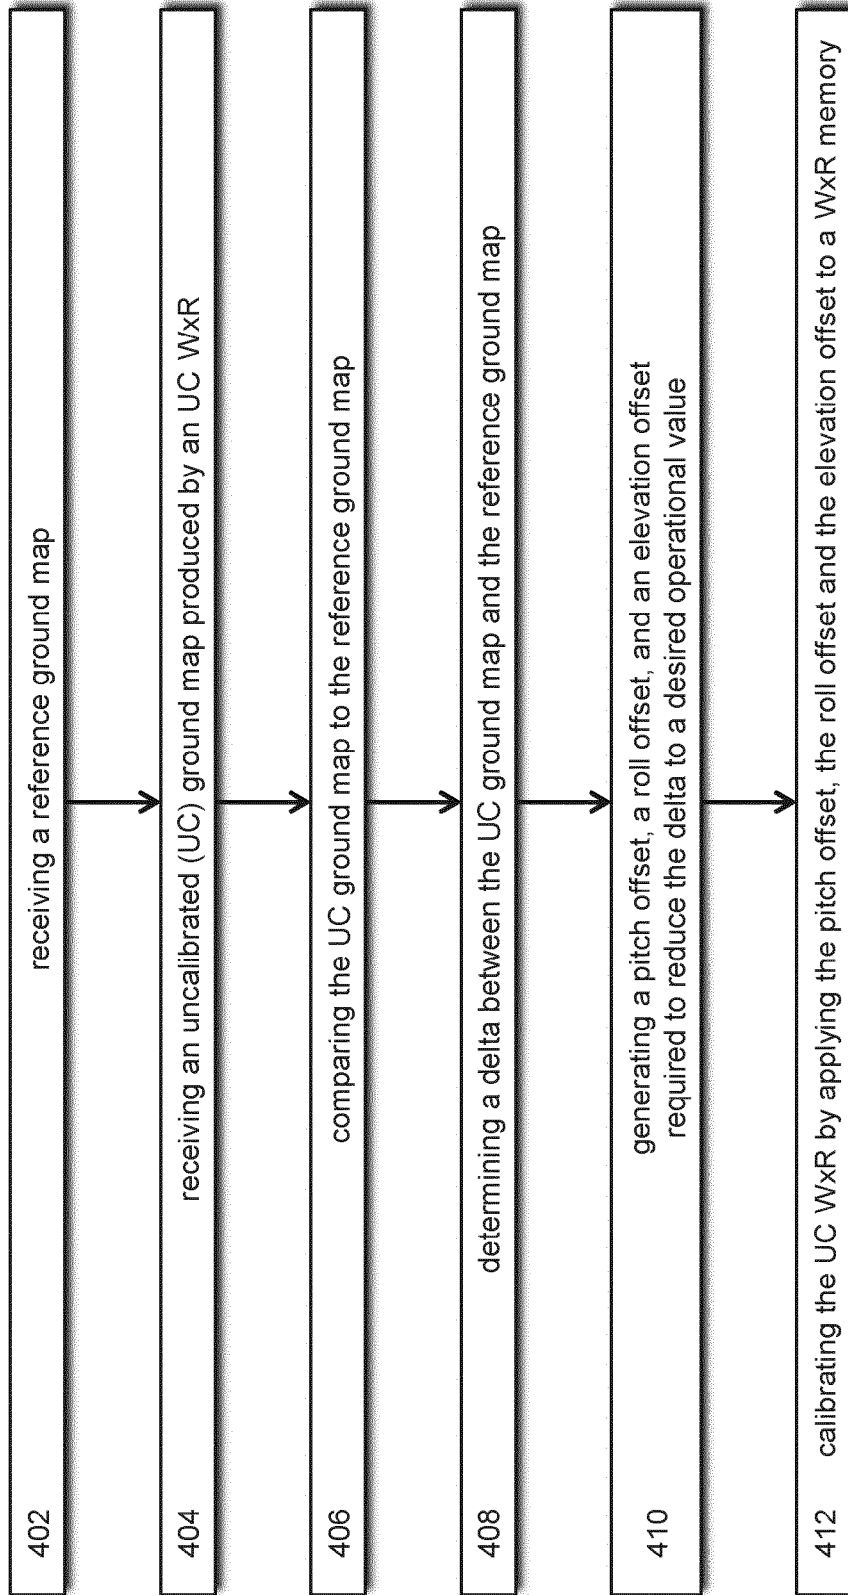 402 receiving a reference ground map
404 receiving an uncalibrated (UC) ground map produced by an UC WxR
406 comparing the UC ground map to the reference ground map
408 determining a delta between the UC ground map and the reference ground map
410 generating a pitch offset, a roll offset, and an elevation offset
required to reduce the delta to a desired operational value
412 calibrating the UC WxR by applying the pitch offset, the roll offset and the elevation offset to a WxR memory